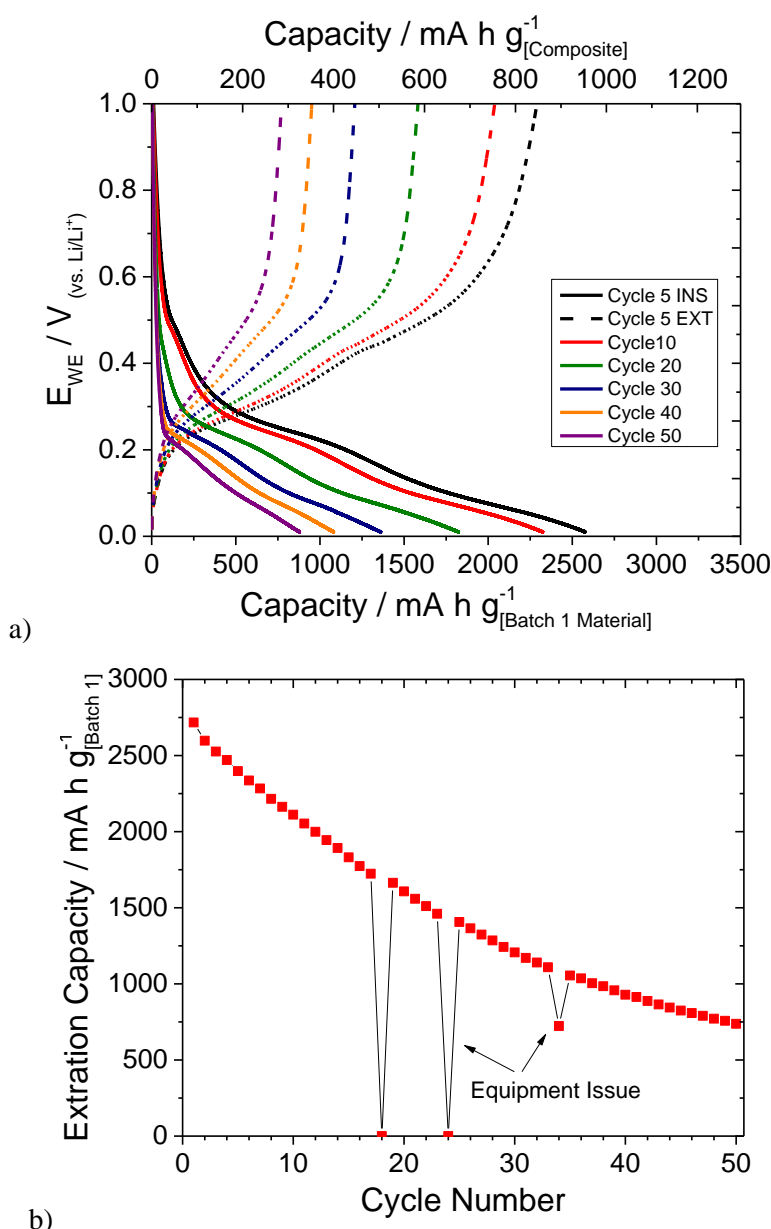 Capacity / mA h g-1[Composite]
0 200 400 600 800 1000 1200
1.0
0.8
0.6
0.4
0.2
0.0
EWE / V (vs. Li/Li+)
Cycle 5 INS
Cycle 5 EXT
Cycle10
Cycle 20
Cycle 30
Cycle 40
Cycle 50
0 500 1000 1500 2000 2500 3000 3500
Capacity / mA h g-1[Batch 1 Material]
a)
3000
2500
2000
1500
1000
500
0
Extration Capacity / mA h g-1[Batch 1]
Equipment Issue
0 10 20 30 40 50
Cycle Number
b)